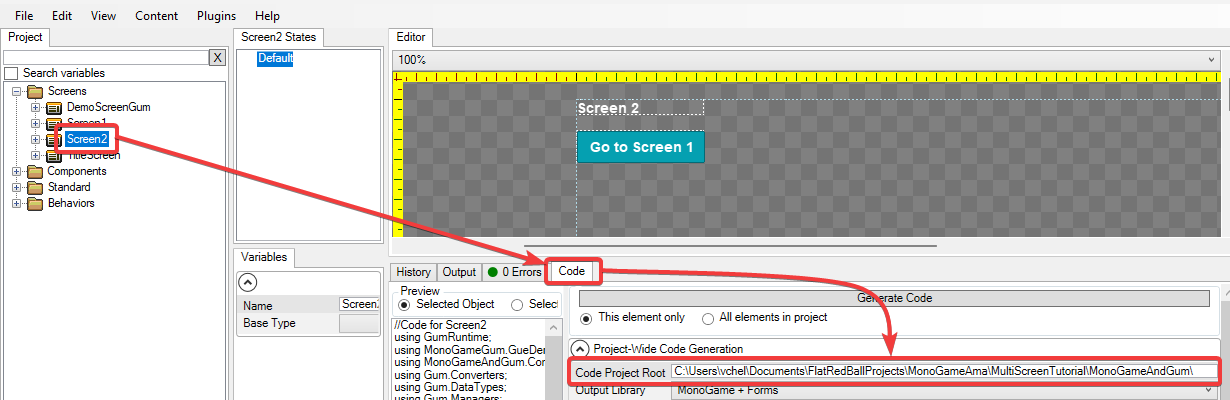 File Edit View Content Plugins Help
Project
X
Search variables
Screens
DemoScreenGum
Screen1
Screen2
TitleScreen
Components
Standard
Behaviors
Screen2 States
Default
Variables
Name Screen2
Base Type
Editor
100%
Screen 2
Go to Screen 1
History Output 0 Errors Code
Preview
Selected Object Select
//Code for Screen2
using GumRuntime;
using MonoGameGum.GueDe
using MonoGameAndGum.Co
using Gum.Converters;
using Gum.DataTypes;
using Gum.Managers;
Generate Code
This element only All elements in project
Project-Wide Code Generation
Code Project Root C:\Users\vchel\Documents\FlatRedBallProjects\MonoGameAma\MultiScreenTutorial\MonoGameAndGum\
Output Library MonoGame + Forms